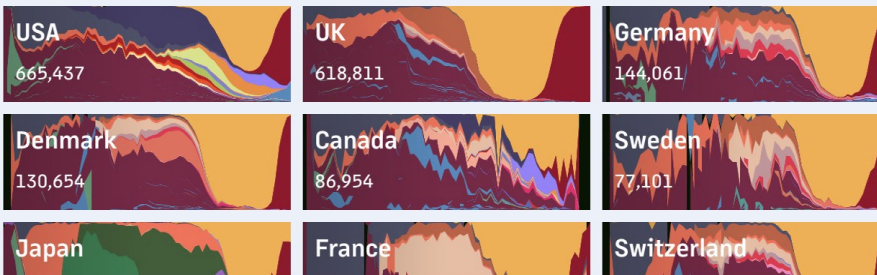 USA
665,437
UK
618,811
Germany
144,061
Denmark
130,654
Canada
86,954
Sweden
77,101
Japan
France
Switzerland